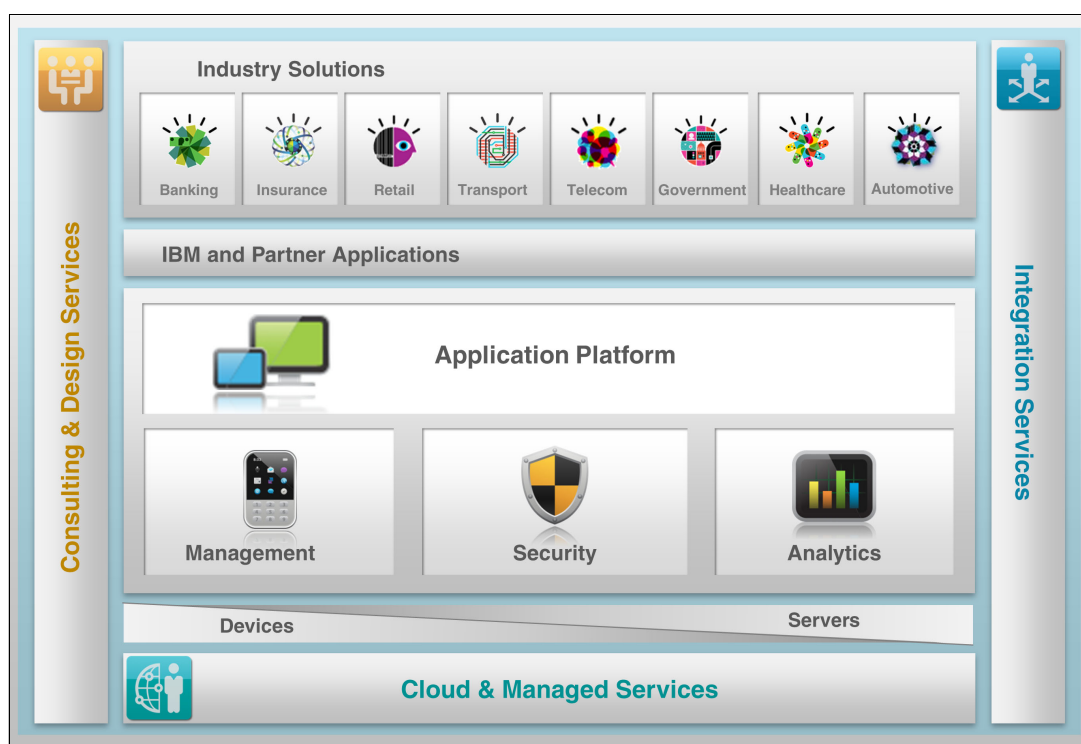 Industry Solutions
Banking
Insurance
Retail
Transport
Telecom
Government
Healthcare
Automotive
IBM and Partner Applications
Consulting & Design Services
Integration Services
Application Platform
Management
Security
Analytics
Devices
Servers
Cloud & Managed Services